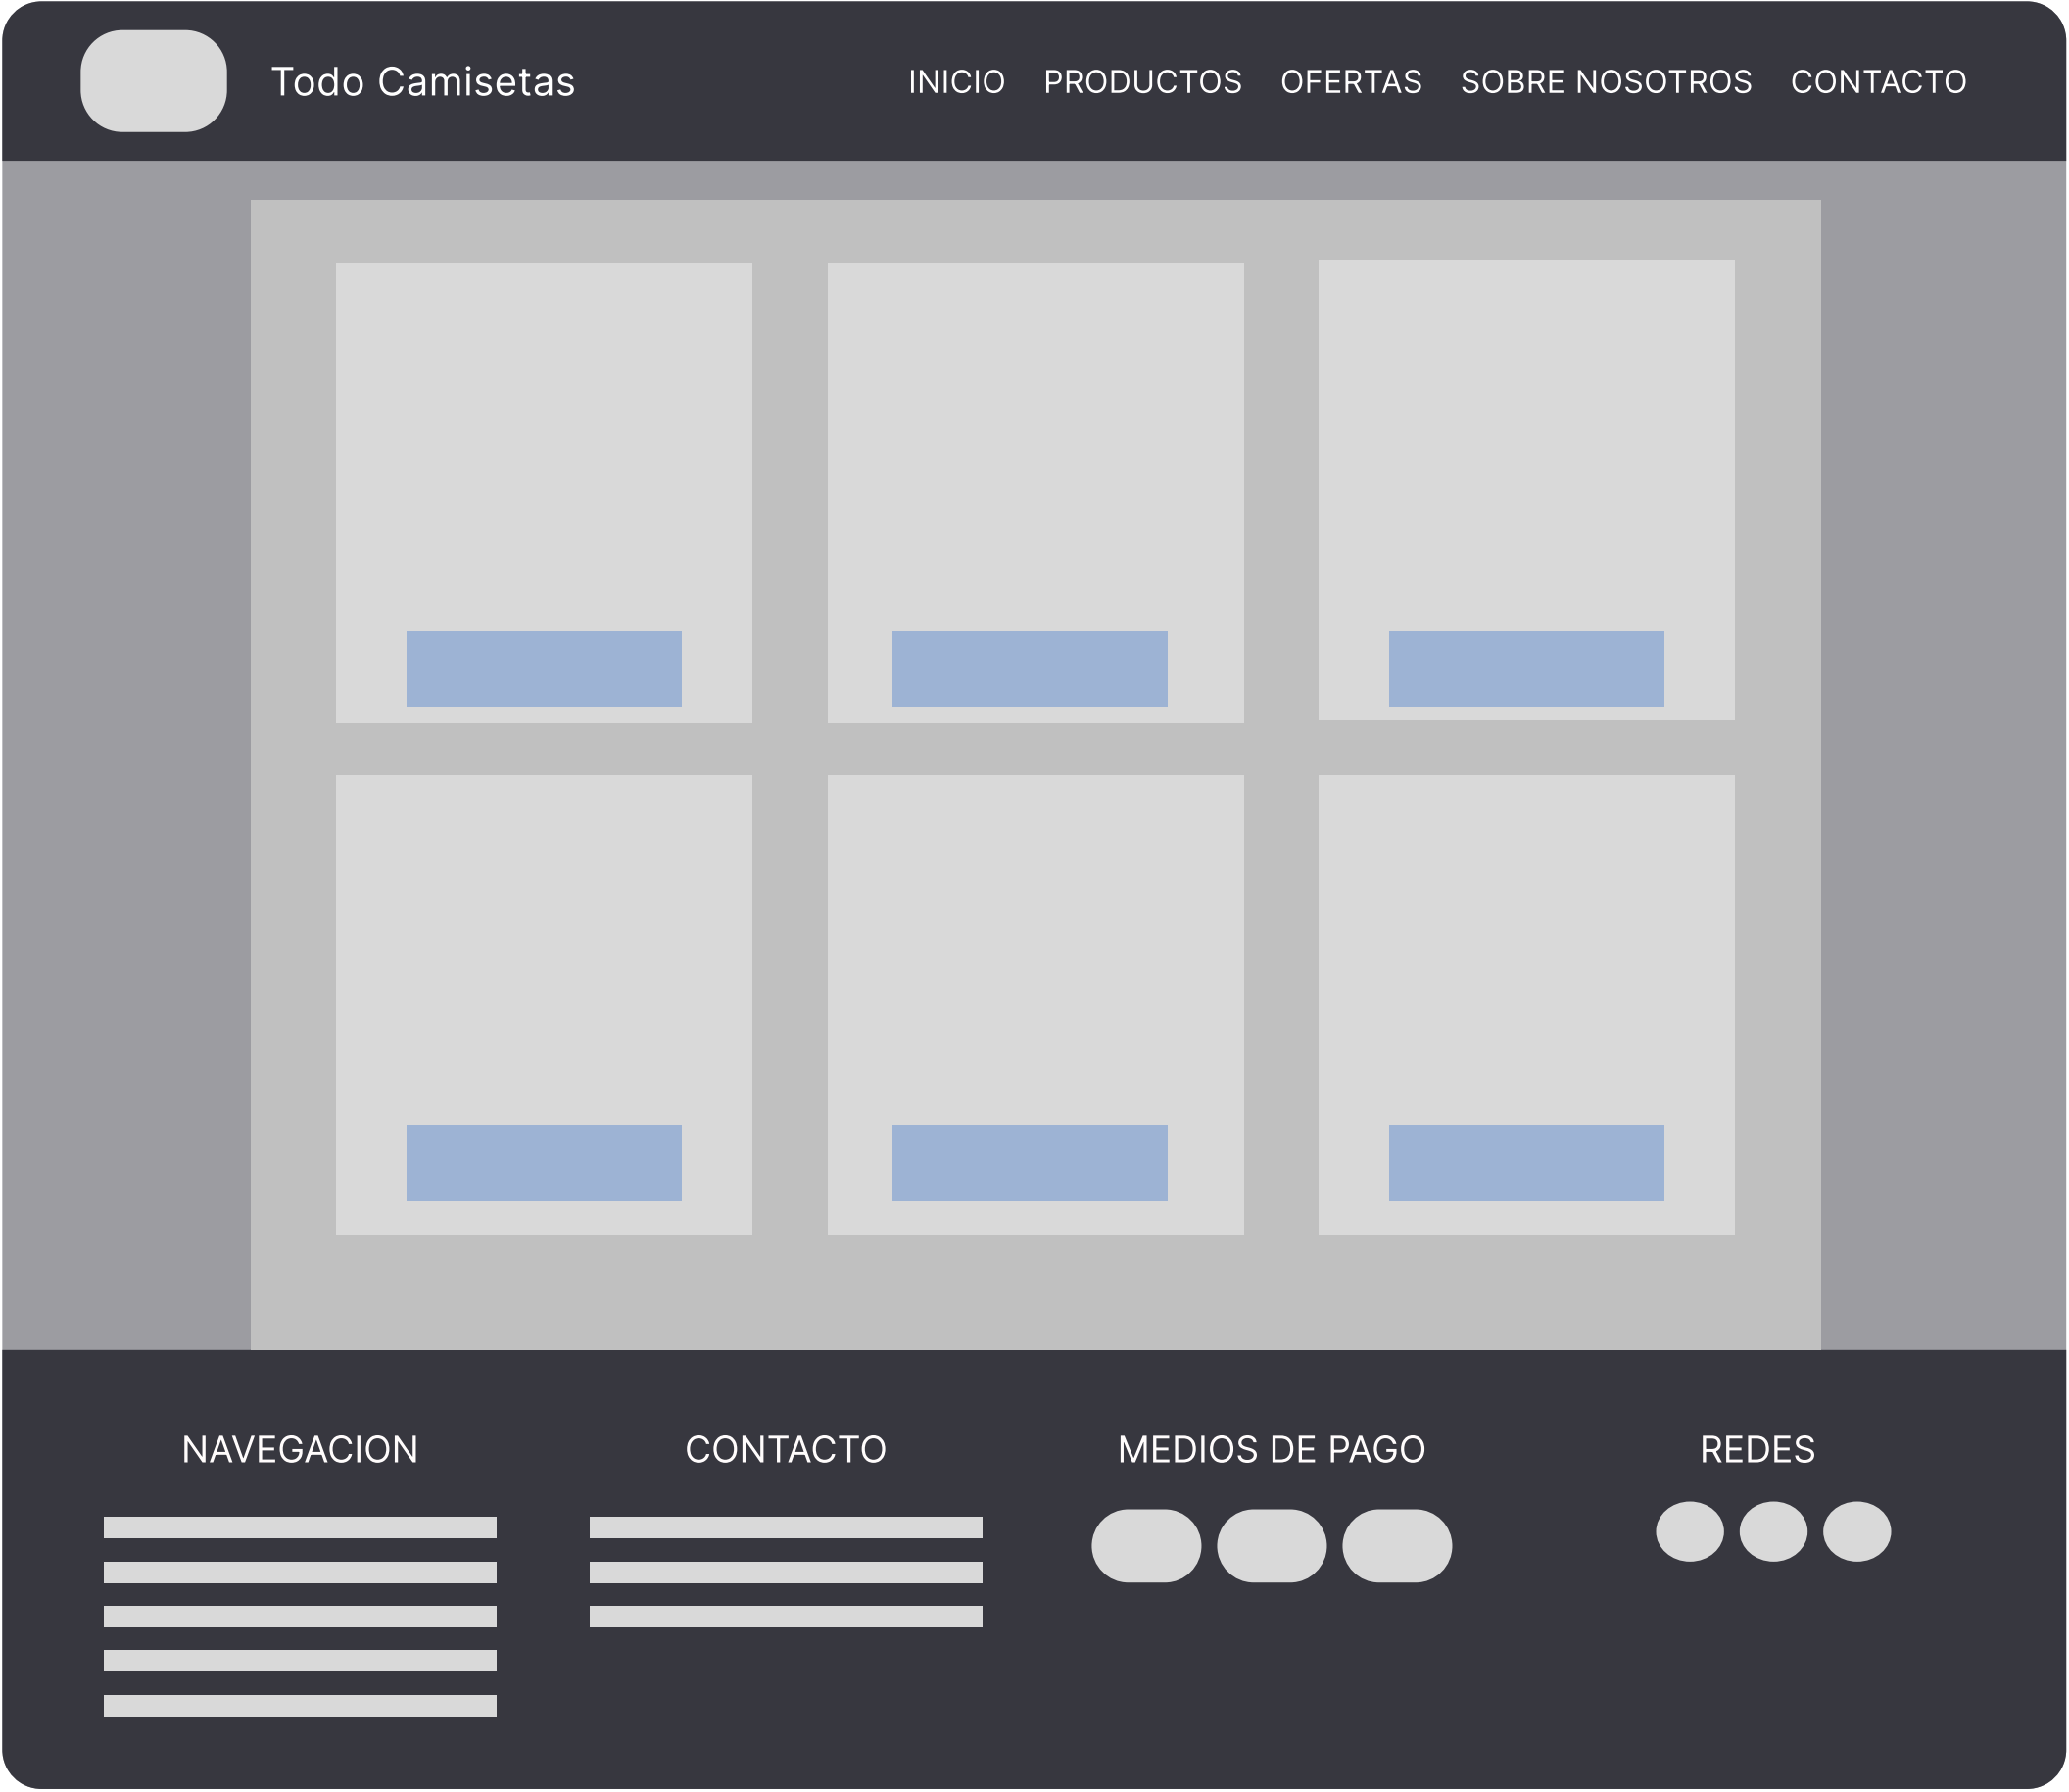 Todo Camisetas
INICIO PRODUCTOS OFERTAS SOBRE NOSOTROS CONTACTO
NAVEGACION CONTACTO MEDIOS DE PAGO REDES